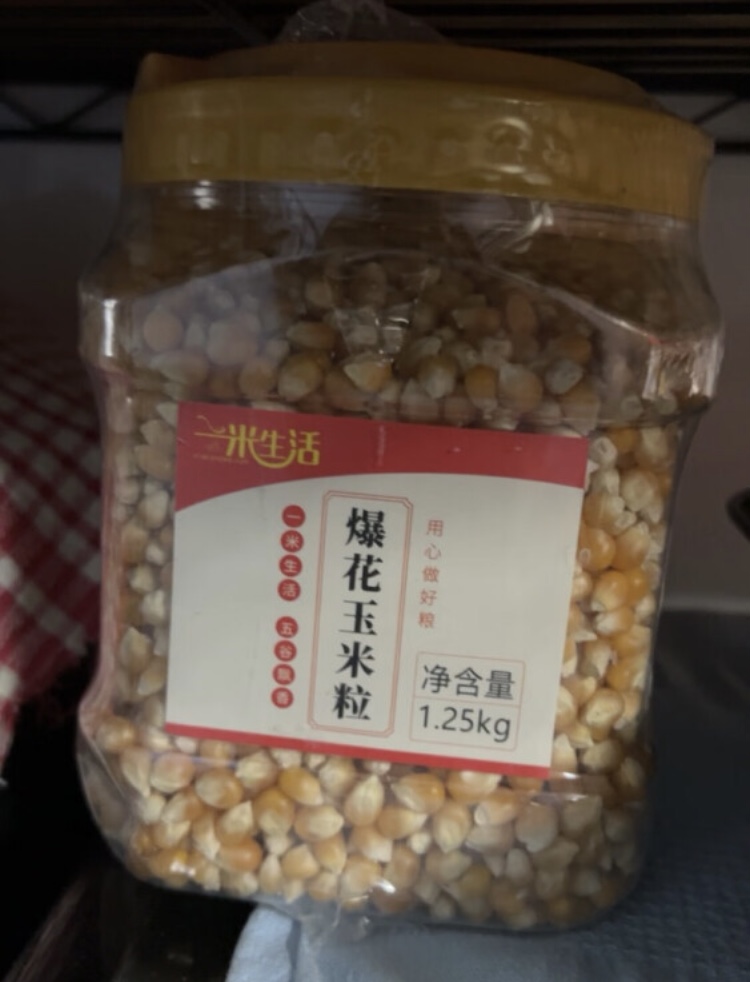 一米生活
用心做好粮
爆花玉米粒
一米生活 五谷飘香
净含量
1.25kg